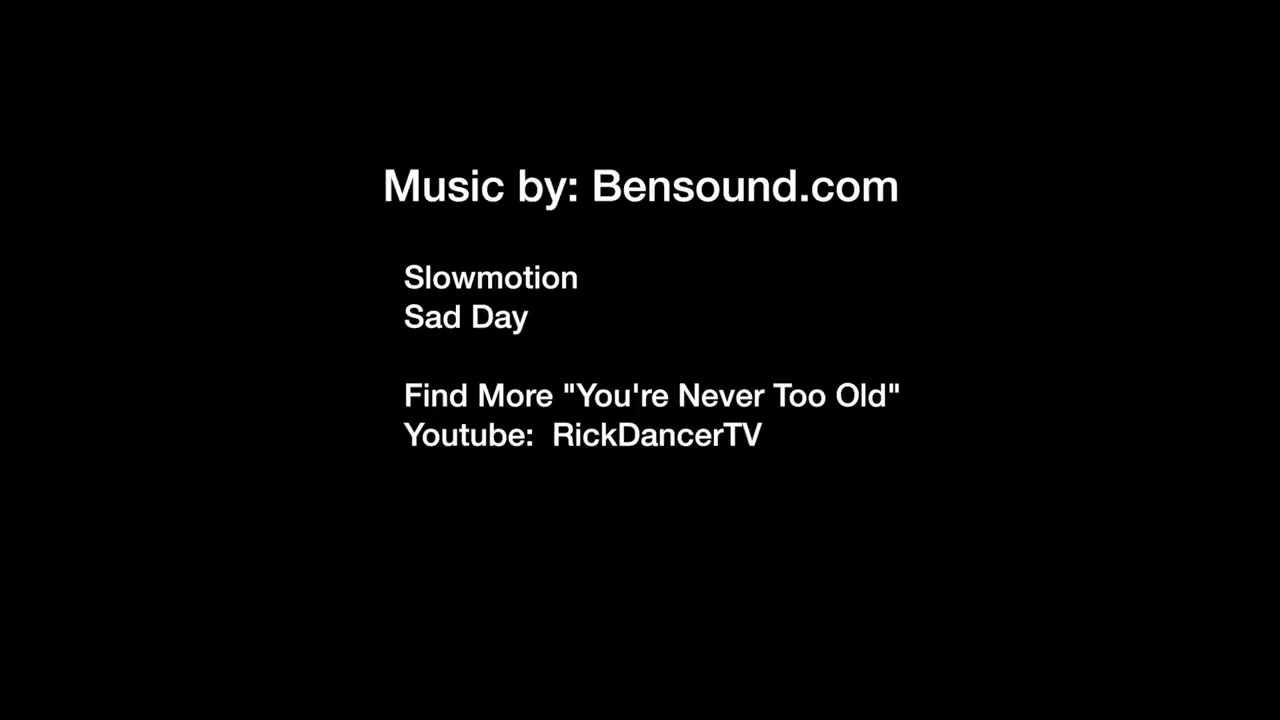 Music by: Bensound.com
Slowmotion
Sad Day
Find More "You're Never Too Old"
Youtube:  RickDancerTV